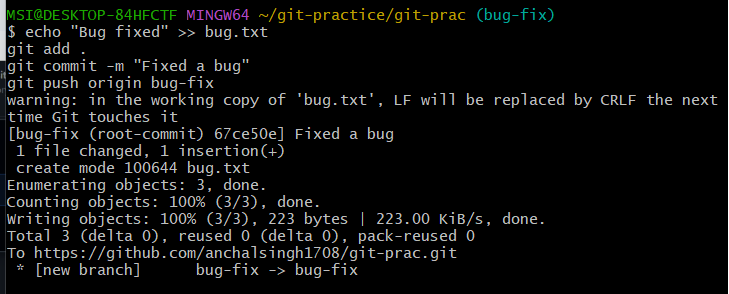 MSI@DESKTOP-84HFCTF MINGW64 ~/git-practice/git-prac (bug-fix)
$ echo "Bug fixed" >> bug.txt
git add .
git commit -m "Fixed a bug"
git push origin bug-fix
warning: in the working copy of 'bug.txt', LF will be replaced by CRLF the next
time Git touches it
[bug-fix (root-commit) 67ce50e] Fixed a bug
 1 file changed, 1 insertion(+)
 create mode 100644 bug.txt
Enumerating objects: 3, done.
Counting objects: 100% (3/3), done.
Writing objects: 100% (3/3), 223 bytes | 223.00 KiB/s, done.
Total 3 (delta 0), reused 0 (delta 0), pack-reused 0
To https://github.com/anchalsingh1708/git-prac.git
 * [new branch]      bug-fix -> bug-fix